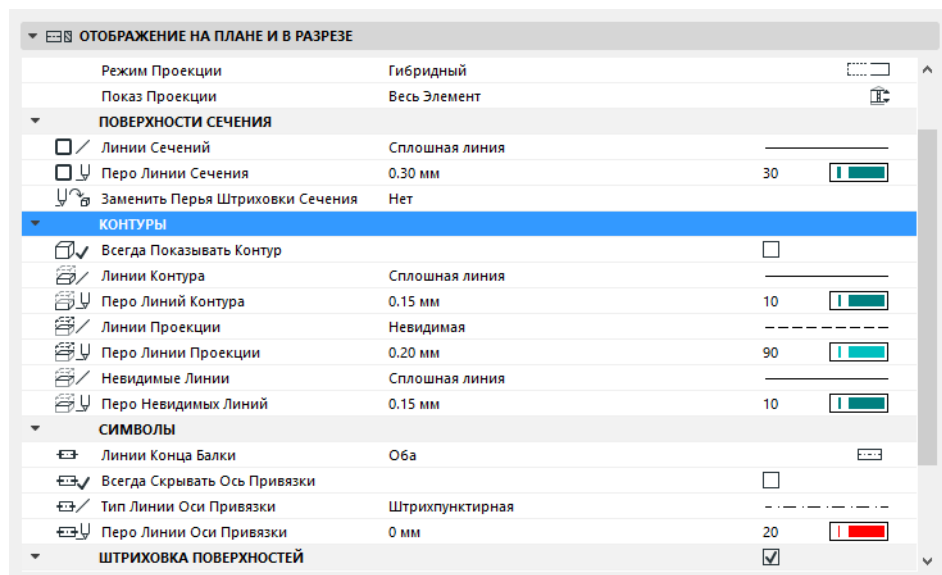 ОТОБРАЖЕНИЕ НА ПЛАНЕ И В РАЗРЕЗЕ
Режим Проекции Гибридный
Показ Проекции Весь Элемент
ПОВЕРХНОСТИ СЕЧЕНИЯ
Линии Сечений Сплошная линия
Перо Линии Сечения 0.30 мм 30
Заменить Перья Штриховки Сечения Нет
КОНТУРЫ
Всегда Показывать Контур
Линии Контура Сплошная линия
Перо Линий Контура 0.15 мм 10
Линии Проекции Невидимая
Перо Линии Проекции 0.20 мм 90
Невидимые Линии Сплошная линия
Перо Невидимых Линий 0.15 мм 10
СИМВОЛЫ
Линии Конца Балки Оба
Всегда Скрывать Ось Привязки
Тип Линии Оси Привязки Штрихпунктирная
Перо Линии Оси Привязки 0 мм 20
ШТРИХОВКА ПОВЕРХНОСТЕЙ